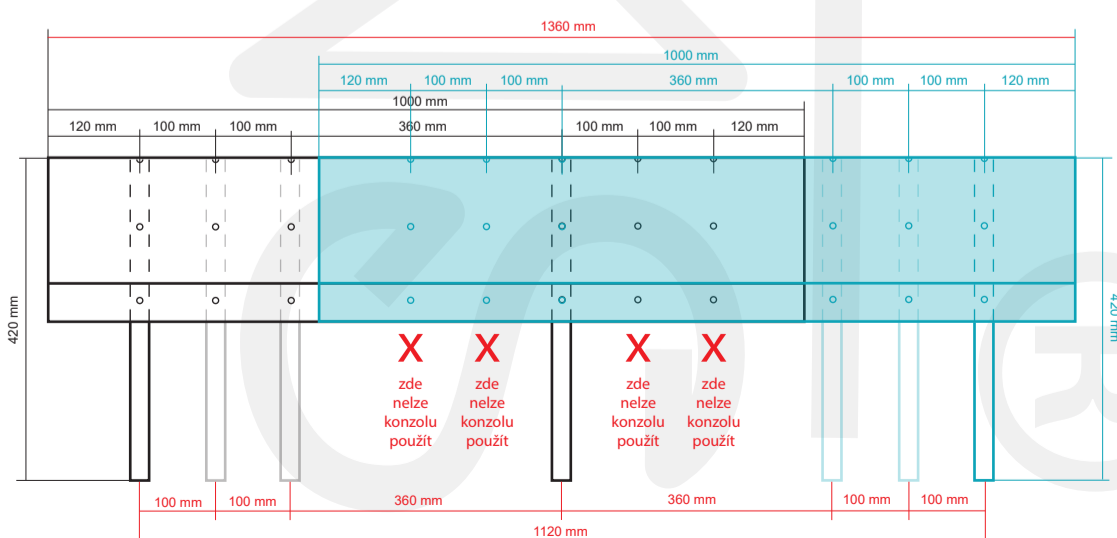 1360 mm
1000 mm
120 mm 100 mm 100 mm 360 mm 100 mm 100 mm 120 mm
1000 mm
120 mm 100 mm 100 mm 360 mm 100 mm 100 mm 120 mm
420 mm
420 mm
X X X X
zde zde zde zde
nelze nelze nelze nelze
konzolu konzolu konzolu konzolu
použít použít použít použít
R
100 mm 100 mm 360 mm 360 mm 100 mm 100 mm
1120 mm